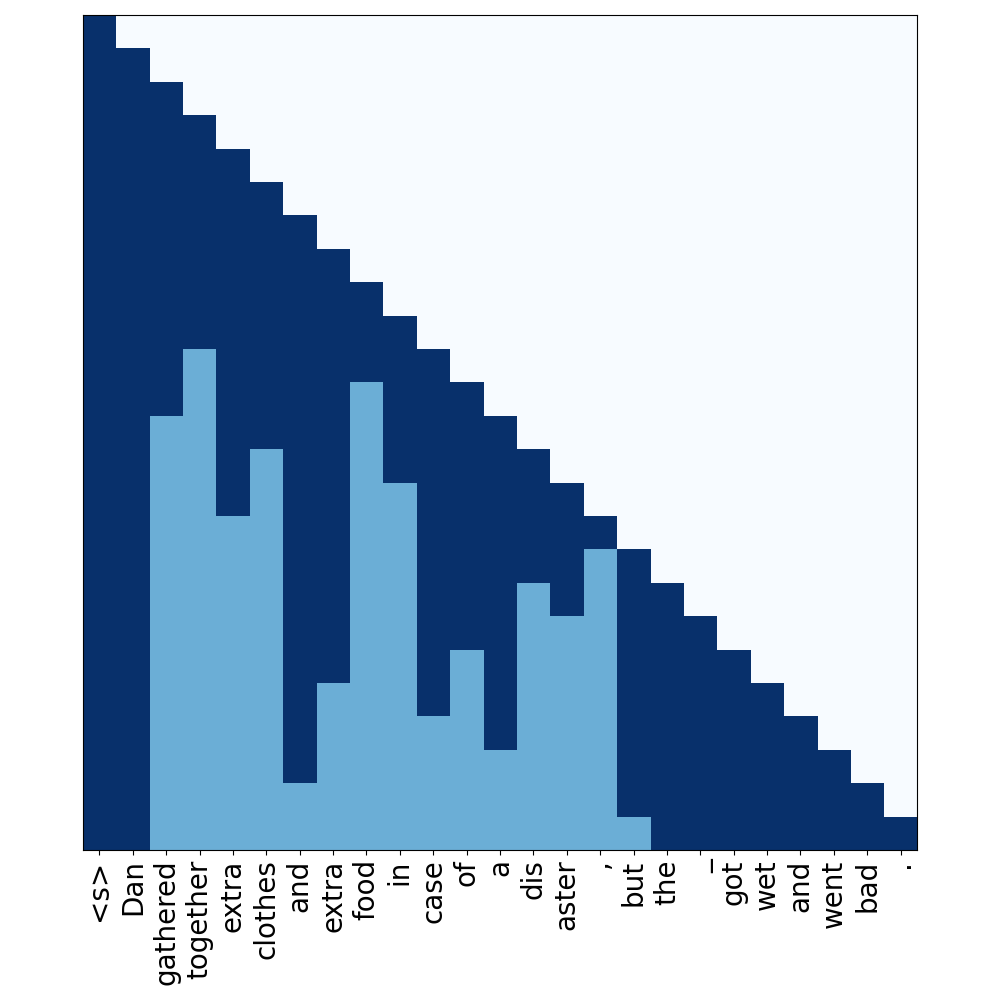 <s> Dan gathered together extra clothes and extra food in case of a dis aster , but the _ got wet and went bad .